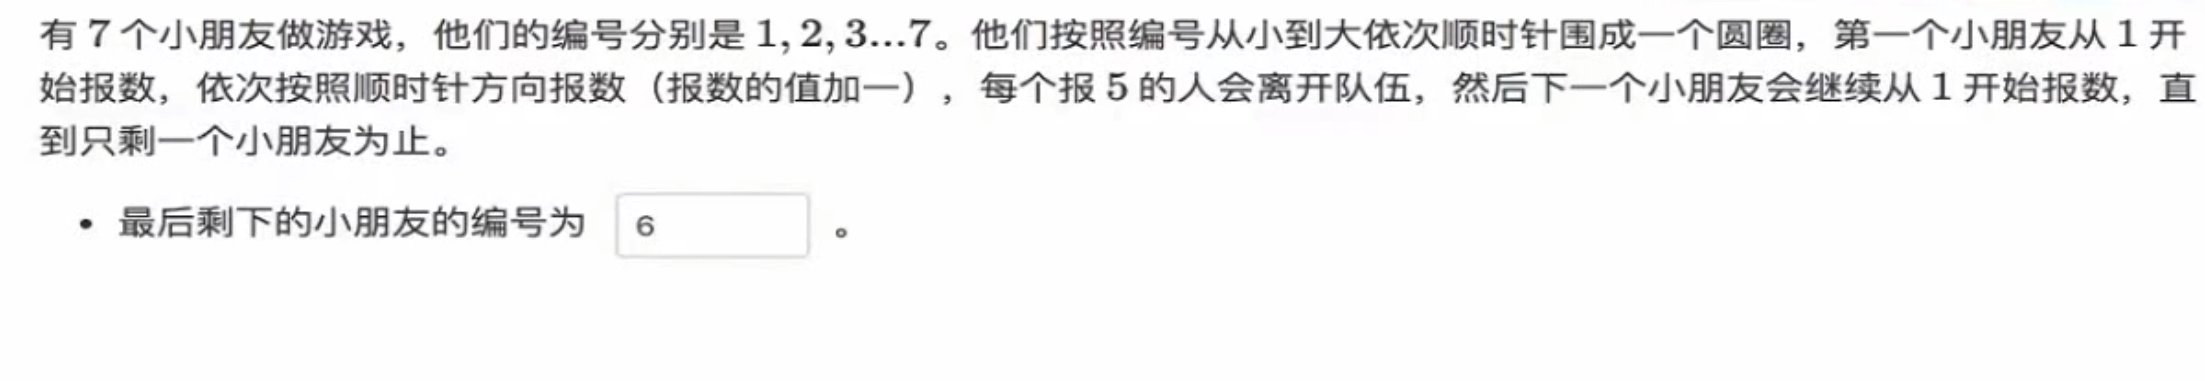 有 7 个小朋友做游戏，他们的编号分别是 1, 2, 3...7。他们按照编号从小到大依次顺时针围成一个圆圈，第一个小朋友从 1 开
始报数，依次按照顺时针方向报数（报数的值加一），每个报 5 的人会离开队伍，然后下一个小朋友会继续从 1 开始报数，直
到只剩一个小朋友为止。
• 最后剩下的小朋友的编号为 6 。